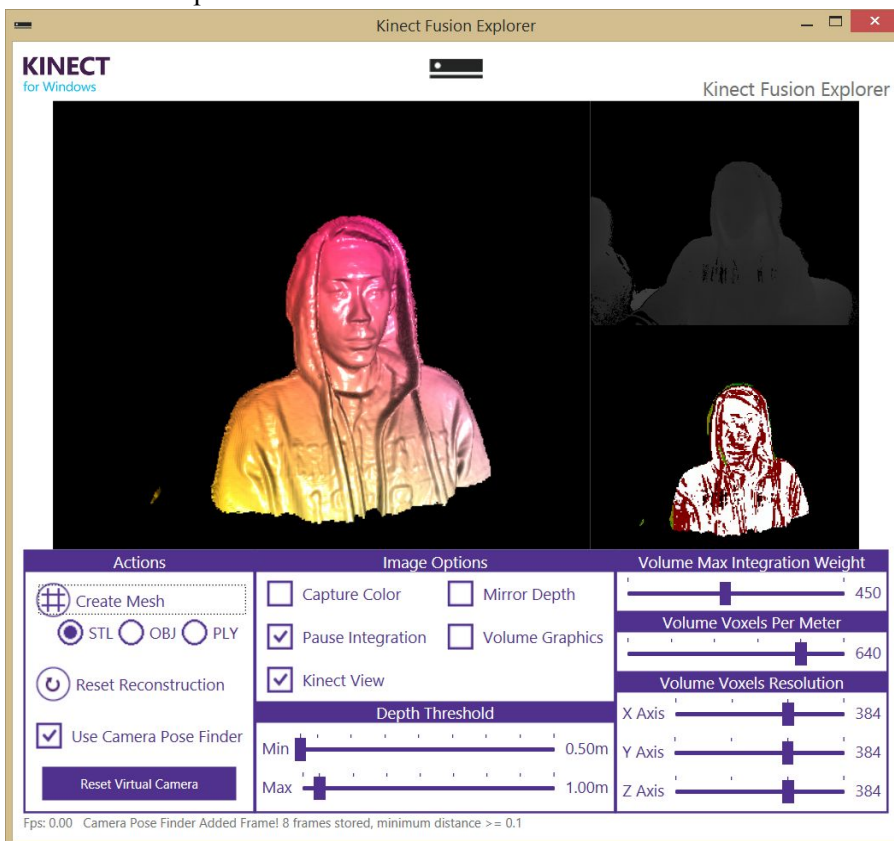 Kinect Fusion Explorer
KINECT
for Windows
Kinect Fusion Explorer
Actions
Create Mesh
STL OBJ PLY
Reset Reconstruction
Use Camera Pose Finder
Reset Virtual Camera
Image Options
Capture Color Mirror Depth
Pause Integration Volume Graphics
Kinect View
Depth Threshold
Min 0.50m
Max 1.00m
Volume Max Integration Weight
450
Volume Voxels Per Meter
640
Volume Voxels Resolution
X Axis 384
Y Axis 384
Z Axis 384
Fps: 0.00 Camera Pose Finder Added Frame! 8 frames stored, minimum distance >= 0.1